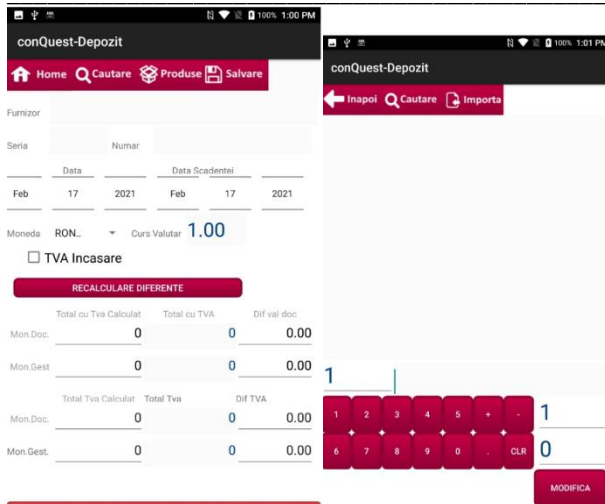 100% 1:00 PM
conQuest-Depozit
Home Cautare Produse Salvare
Furnizor
Seria Numar
Data Data Scadentei
Feb 17 2021 Feb 17 2021
Moneda RON.. Curs Valutar 1.00
TVA Incasare
RECALCULARE DIFERENTE
Total cu Tva Calculat Total cu TVA Dif val doc
Mon.Doc. 0 0 0.00
Mon.Gest 0 0 0.00
Total Tva Calculat Total Tva Dif TVA
Mon.Doc. 0 0 0.00
Mon.Gest. 0 0 0.00
100% 1:01 PM
conQuest-Depozit
Inapoi Cautare Importa
1
1 2 3 4 5 + - 1
6 7 8 9 0 . CLR 0
MODIFICA